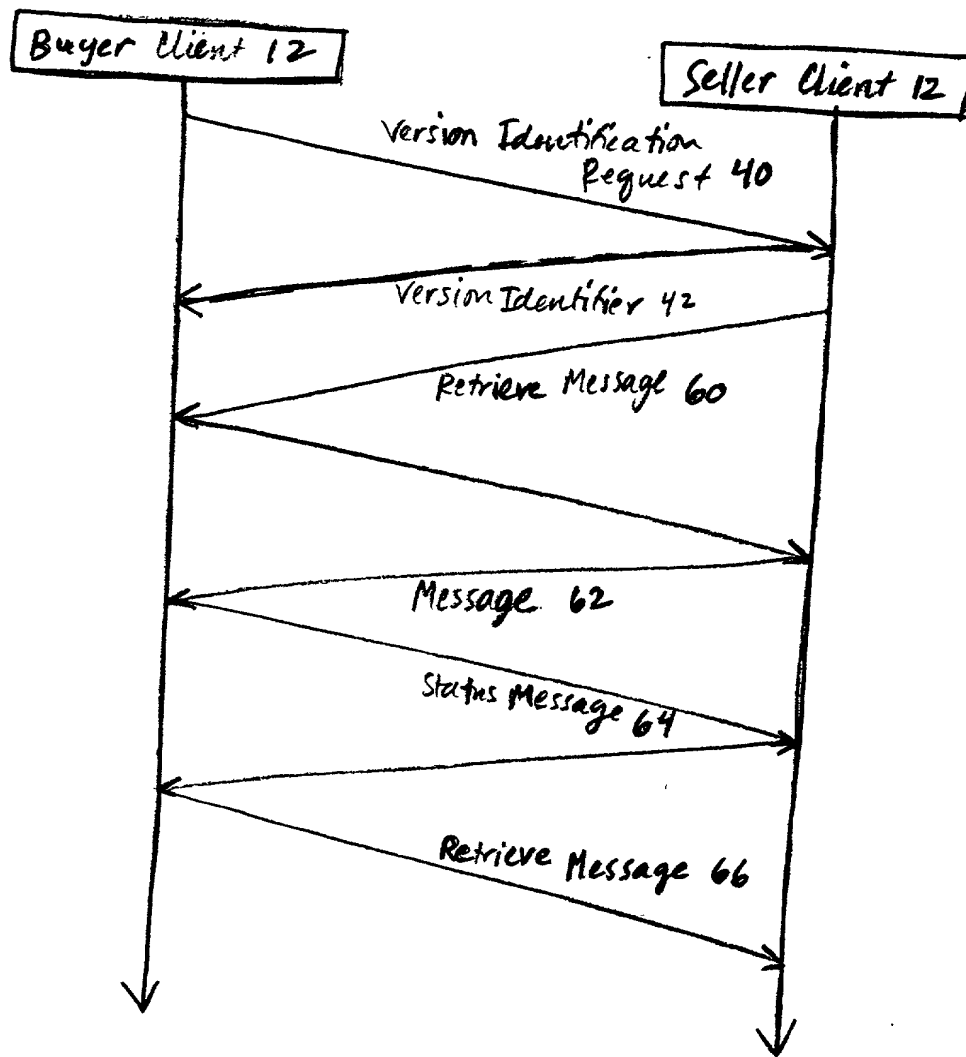 Buyer Client 12
Seller Client 12
Version Identification
Request 40
Version Identifier 42
Retrieve Message 60
Message 62
Status Message 64
Retrieve Message 66